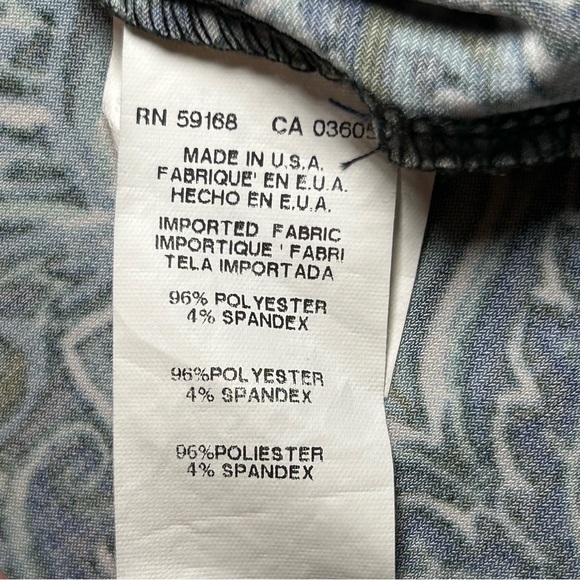 RN 59168 CA 03605
MADE IN U.S.A.
FABRIQUE' EN E.U.A.
HECHO EN E.U.A.
IMPORTED FABRIC
IMPORTIQUE ' FABRI
TELA IMPORTADA
96% POLYESTER
4% SPANDEX
96%POLYESTER
4% SPANDEX
96%POLIESTER
4% SPANDEX